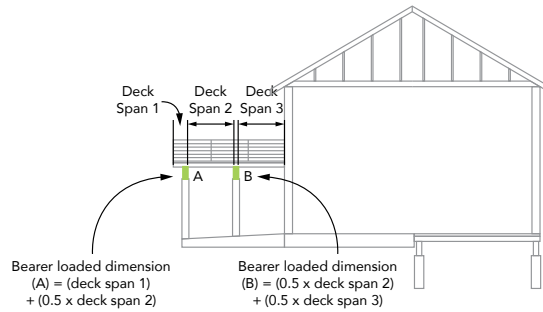 Deck Deck Deck
Span 1 Span 2 Span 3
A B
Bearer loaded dimension
(A) = (deck span 1)
+ (0.5 x deck span 2)
Bearer loaded dimension
(B) = (0.5 x deck span 2)
+ (0.5 x deck span 3)